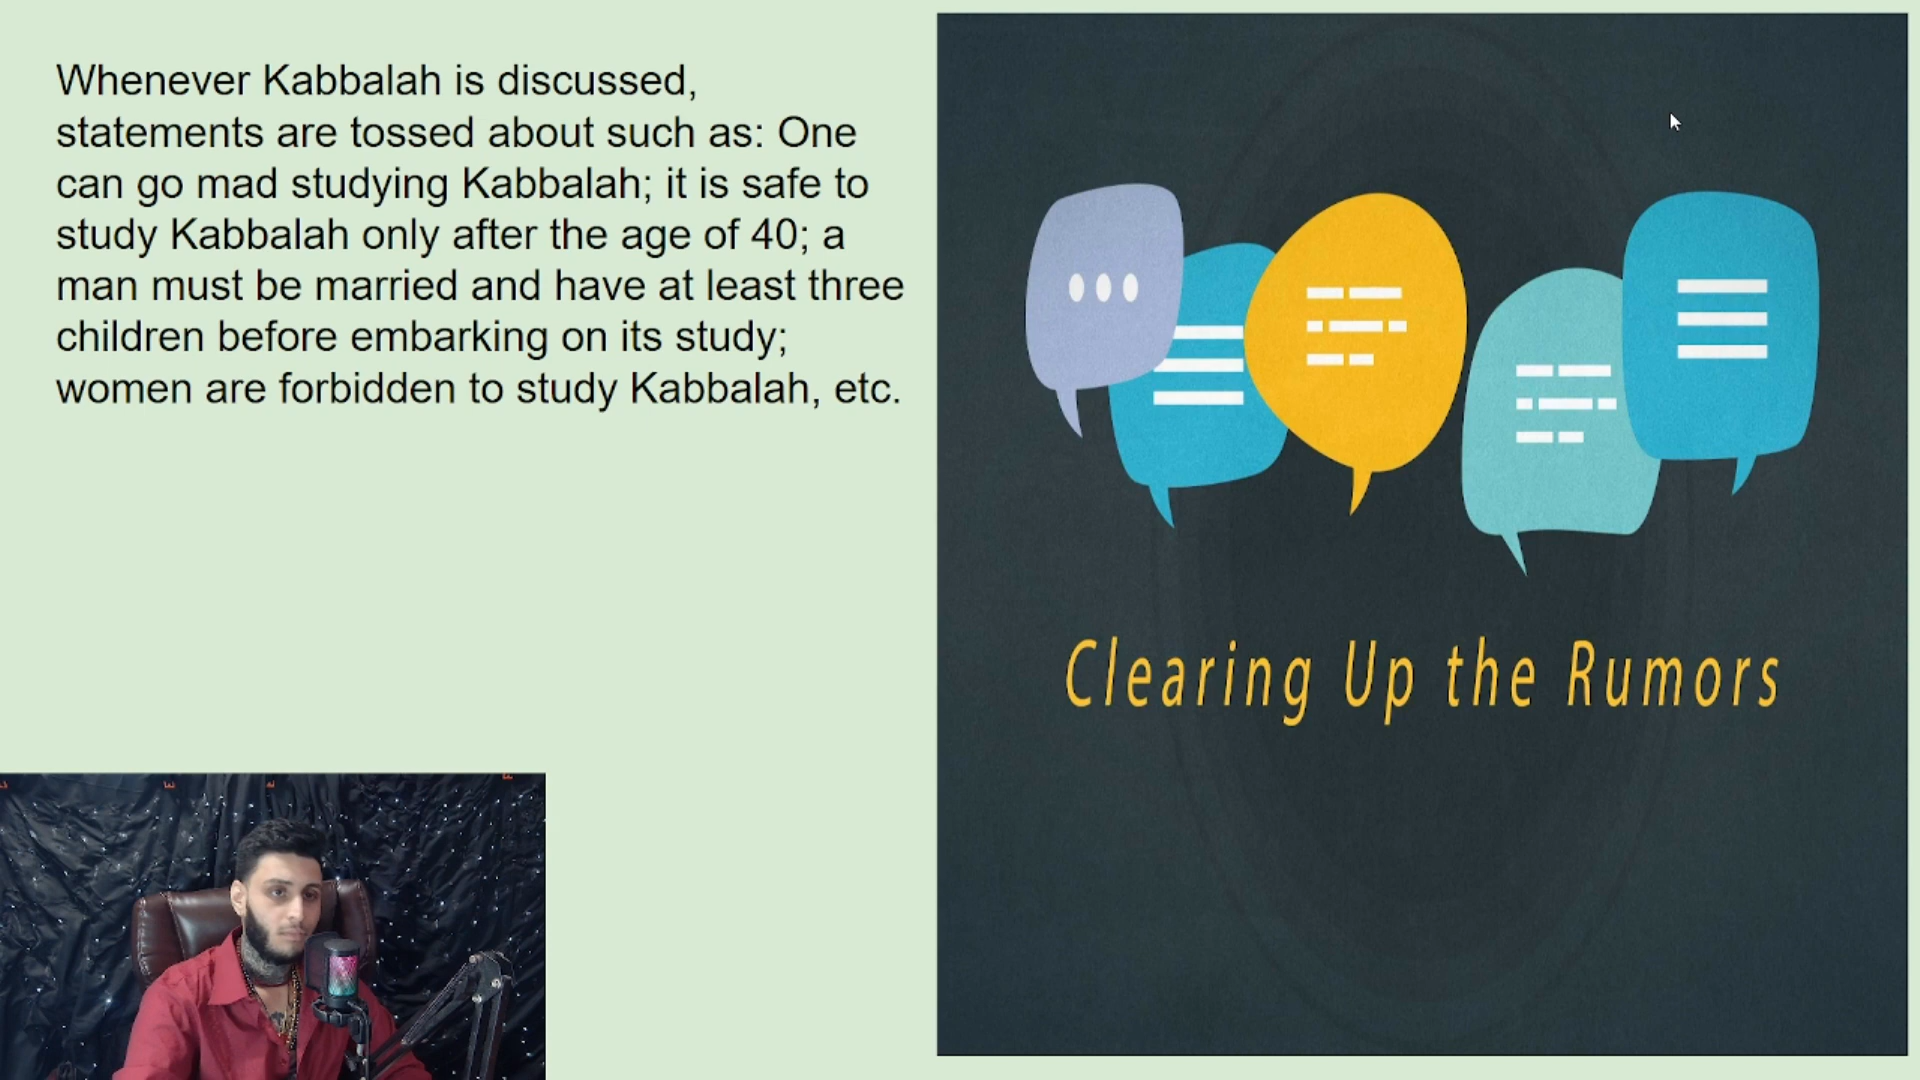 Whenever Kabbalah is discussed,
statements are tossed about such as: One
can go mad studying Kabbalah; it is safe to
study Kabbalah only after the age of 40; a
man must be married and have at least three
children before embarking on its study;
women are forbidden to study Kabbalah, etc.
Clearing Up the Rumors